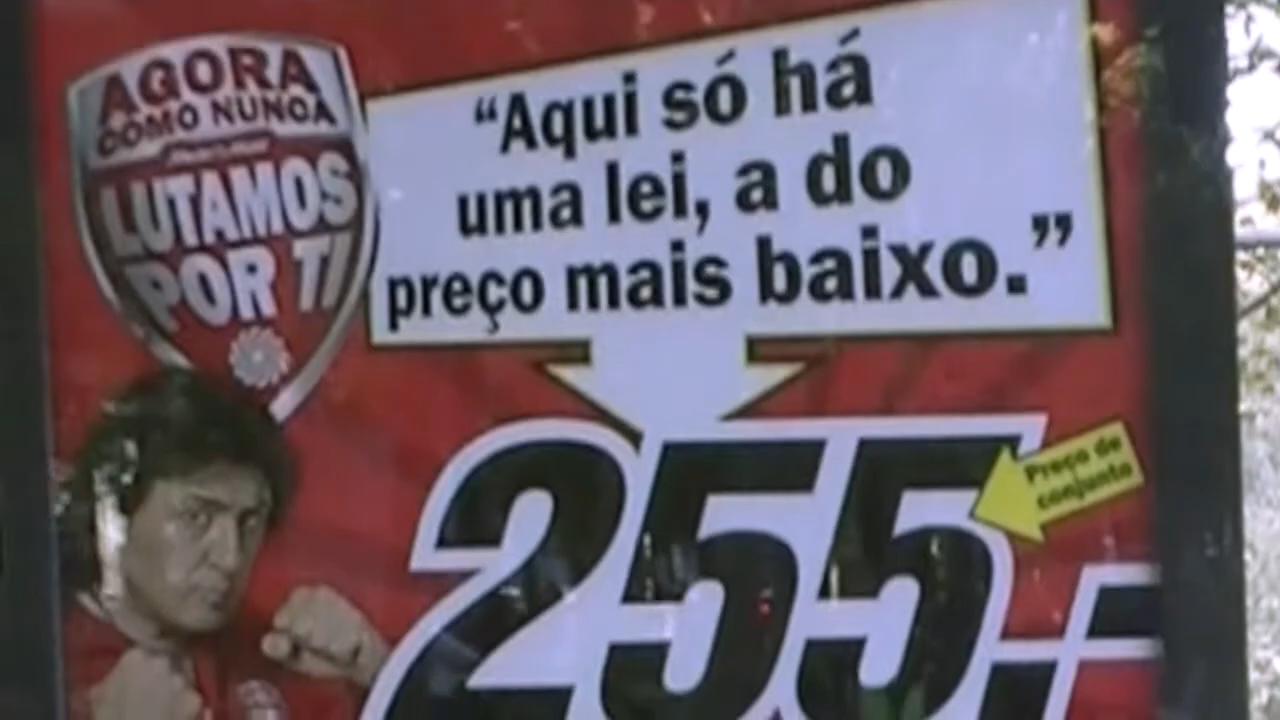 AGORA
COMO NUNCA
LUTAMOS
POR TI
“Aqui só há
uma lei, a do
preço mais baixo.”
255,-
Preço de
conjunto